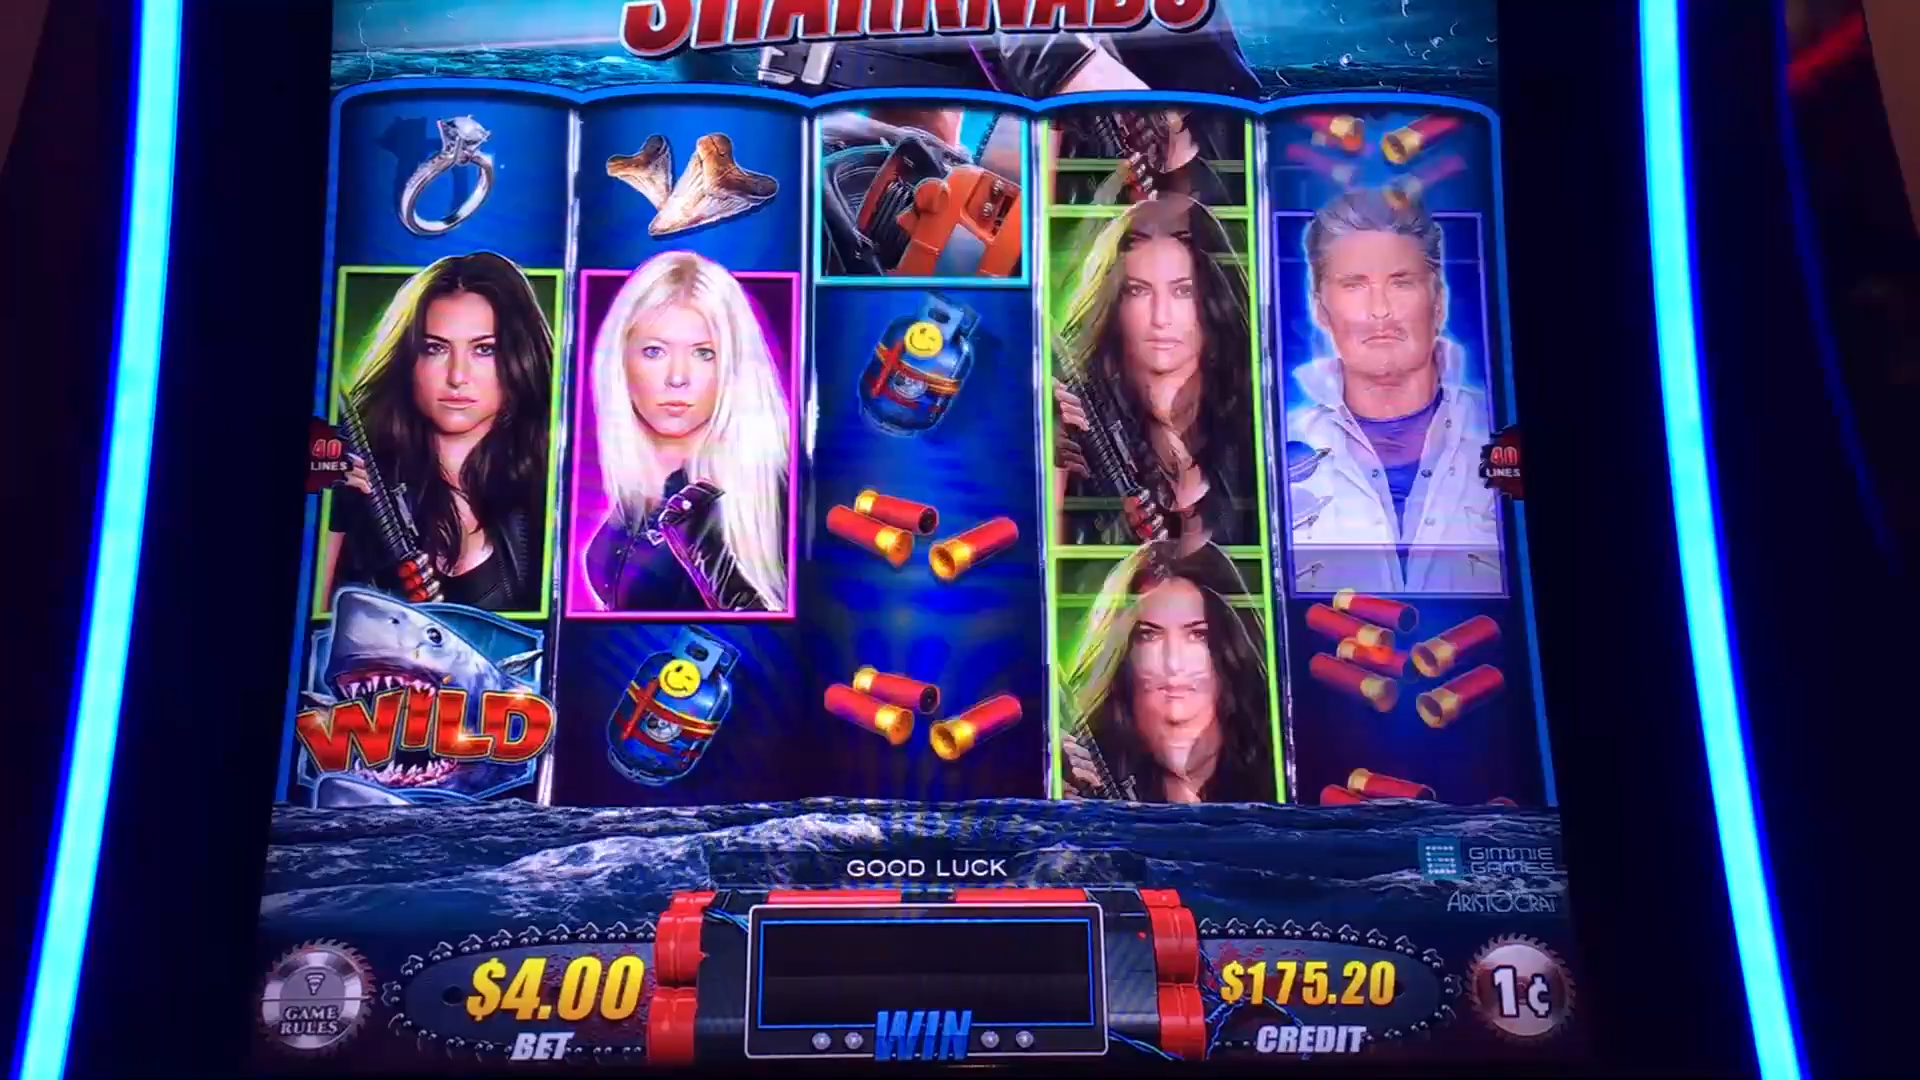 SHARKNADO
40
LINES
40
LINES
WILD
GOOD LUCK
GIMMIE
GAMES
ARISTOCRAT
GAME
RULES
$4.00
BET
WIN
$175.20
CREDIT
1¢